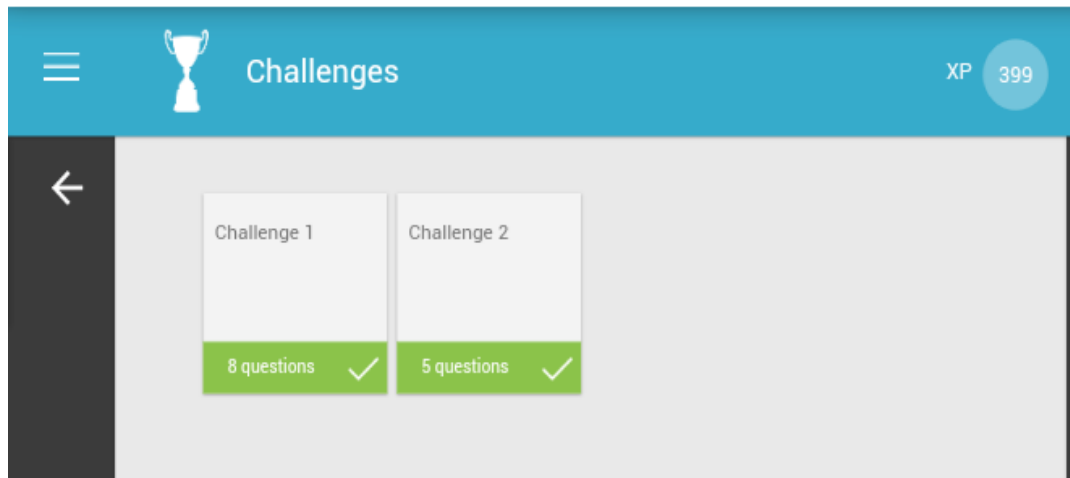 Challenges
XP 399
Challenge 1
Challenge 2
8 questions
5 questions